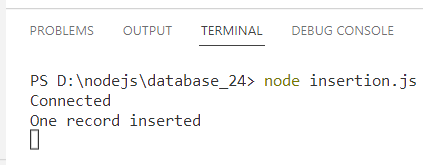 PROBLEMS OUTPUT TERMINAL DEBUG CONSOLE
PS D:\nodejs\database_24> node insertion.js
Connected
One record inserted